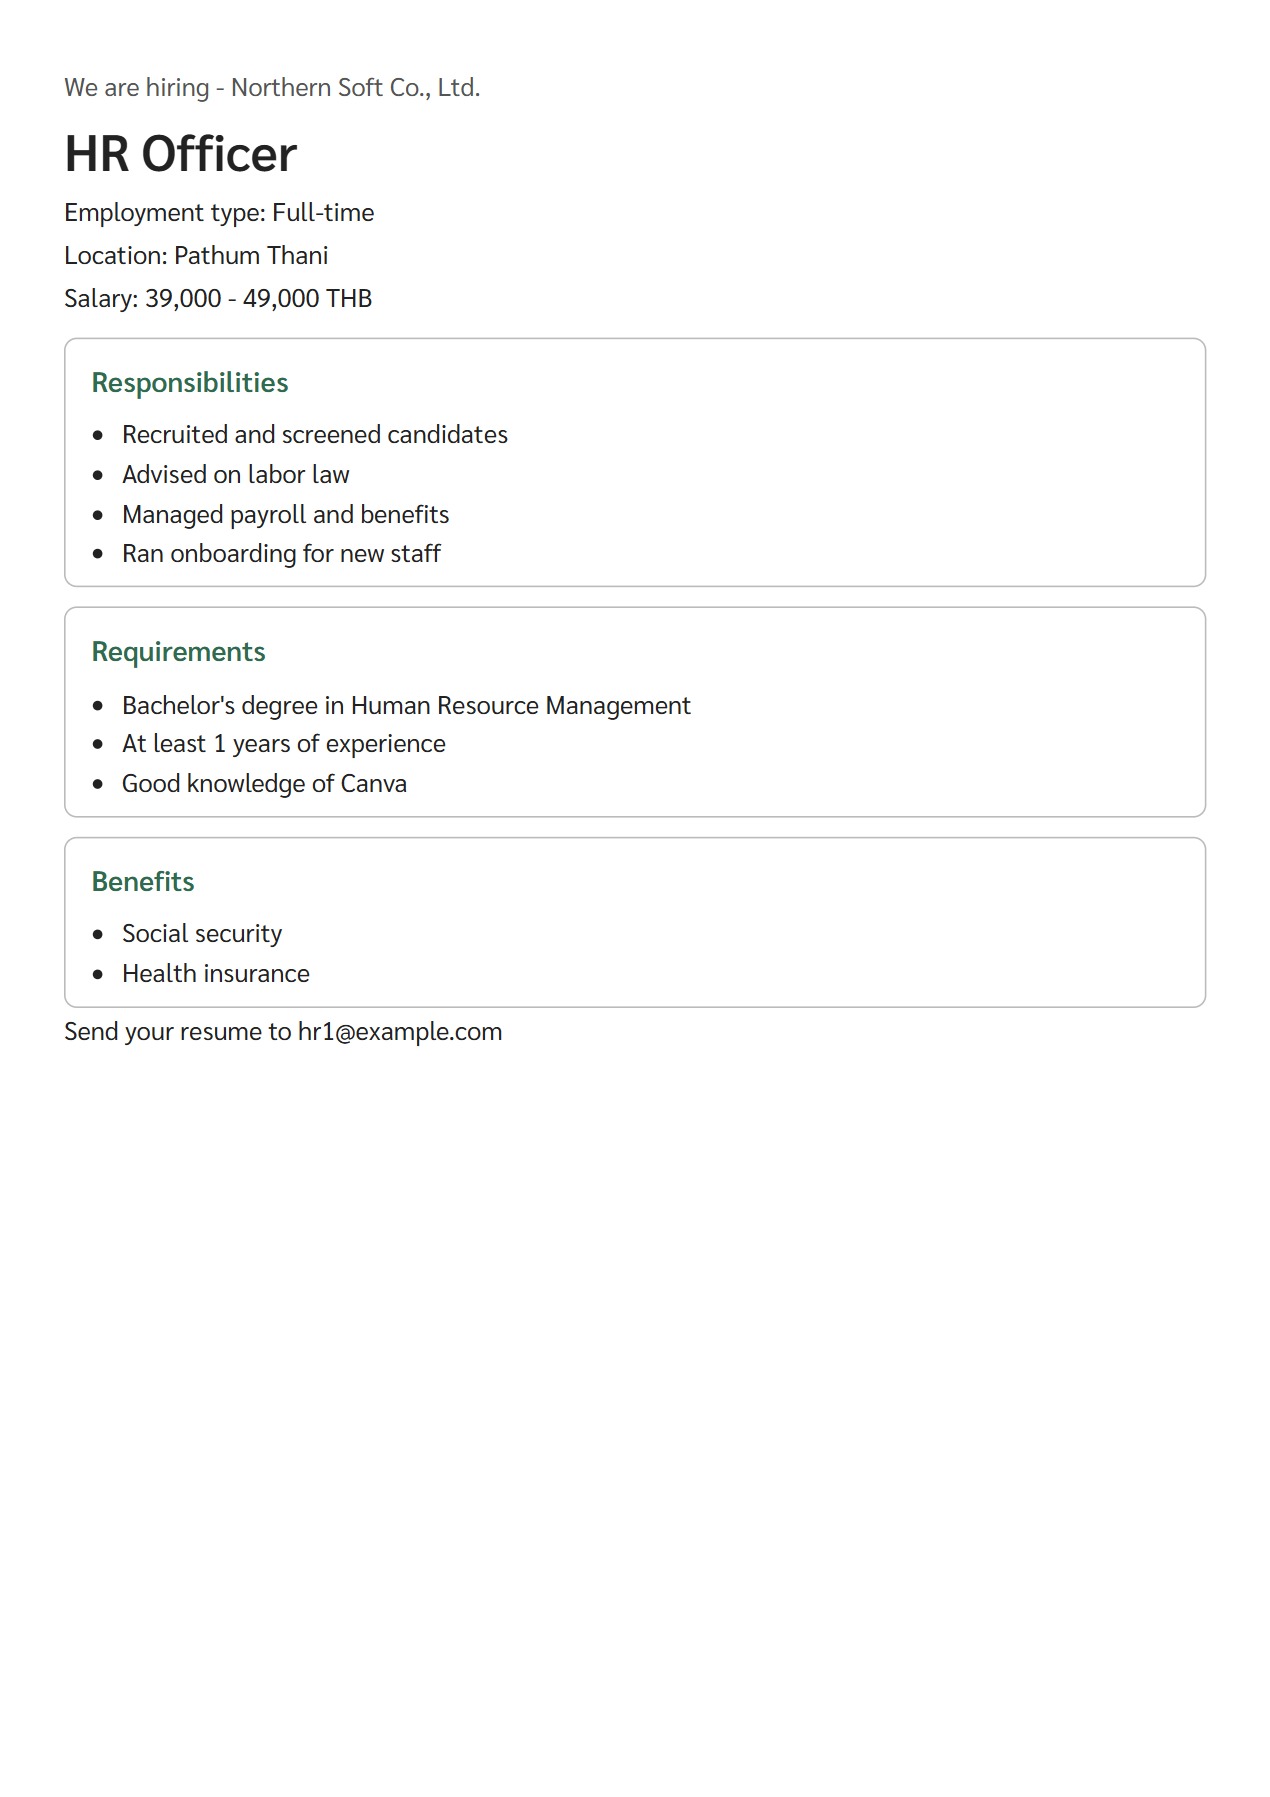 We are hiring - Northern Soft Co., Ltd.
HR Officer
Employment type: Full-time
Location: Pathum Thani
Salary: 39,000 - 49,000 THB
Responsibilities
• Recruited and screened candidates
• Advised on labor law
• Managed payroll and benefits
• Ran onboarding for new staff
Requirements
• Bachelor's degree in Human Resource Management
• At least 1 years of experience
• Good knowledge of Canva
Benefits
• Social security
• Health insurance
Send your resume to hr1@example.com